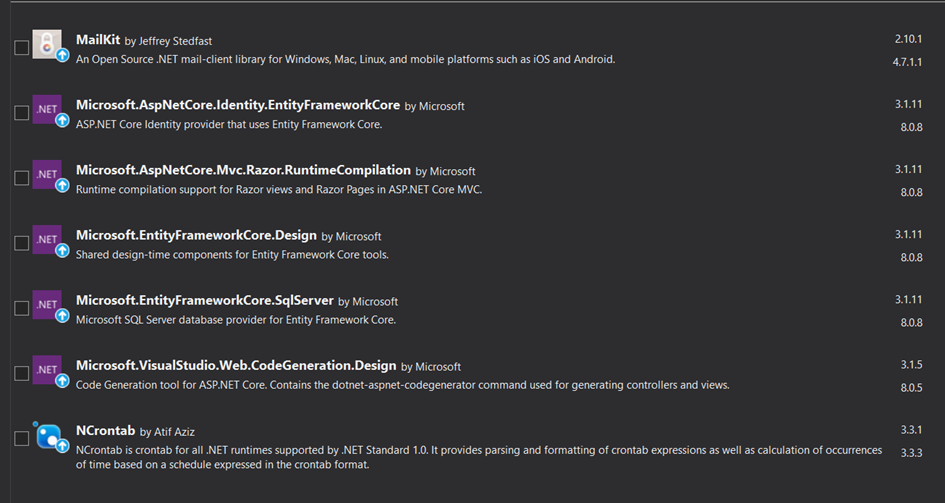 MailKit by Jeffrey Stedfast 2.10.1
An Open Source .NET mail-client library for Windows, Mac, Linux, and mobile platforms such as iOS and Android. 4.7.1.1
.NET Microsoft.AspNetCore.Identity.EntityFrameworkCore by Microsoft 3.1.11
ASP.NET Core Identity provider that uses Entity Framework Core. 8.0.8
.NET Microsoft.AspNetCore.Mvc.Razor.RuntimeCompilation by Microsoft 3.1.11
Runtime compilation support for Razor views and Razor Pages in ASP.NET Core MVC. 8.0.8
.NET Microsoft.EntityFrameworkCore.Design by Microsoft 3.1.11
Shared design-time components for Entity Framework Core tools. 8.0.8
.NET Microsoft.EntityFrameworkCore.SqlServer by Microsoft 3.1.11
Microsoft SQL Server database provider for Entity Framework Core. 8.0.8
.NET Microsoft.VisualStudio.Web.CodeGeneration.Design by Microsoft 3.1.5
Code Generation tool for ASP.NET Core. Contains the dotnet-aspnet-codegenerator command used for generating controllers and views. 8.0.5
NCrontab by Atif Aziz 3.3.1
NCrontab is crontab for all .NET runtimes supported by .NET Standard 1.0. It provides parsing and formatting of crontab expressions as well as calculation of occurrences 3.3.3
of time based on a schedule expressed in the crontab format.